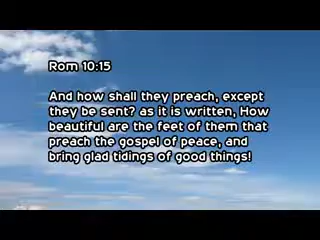 Rom 10:15
And how shall they preach, except
they be sent? as it is written, How
beautiful are the feet of them that
preach the gospel of peace, and
bring glad tidings of good things!